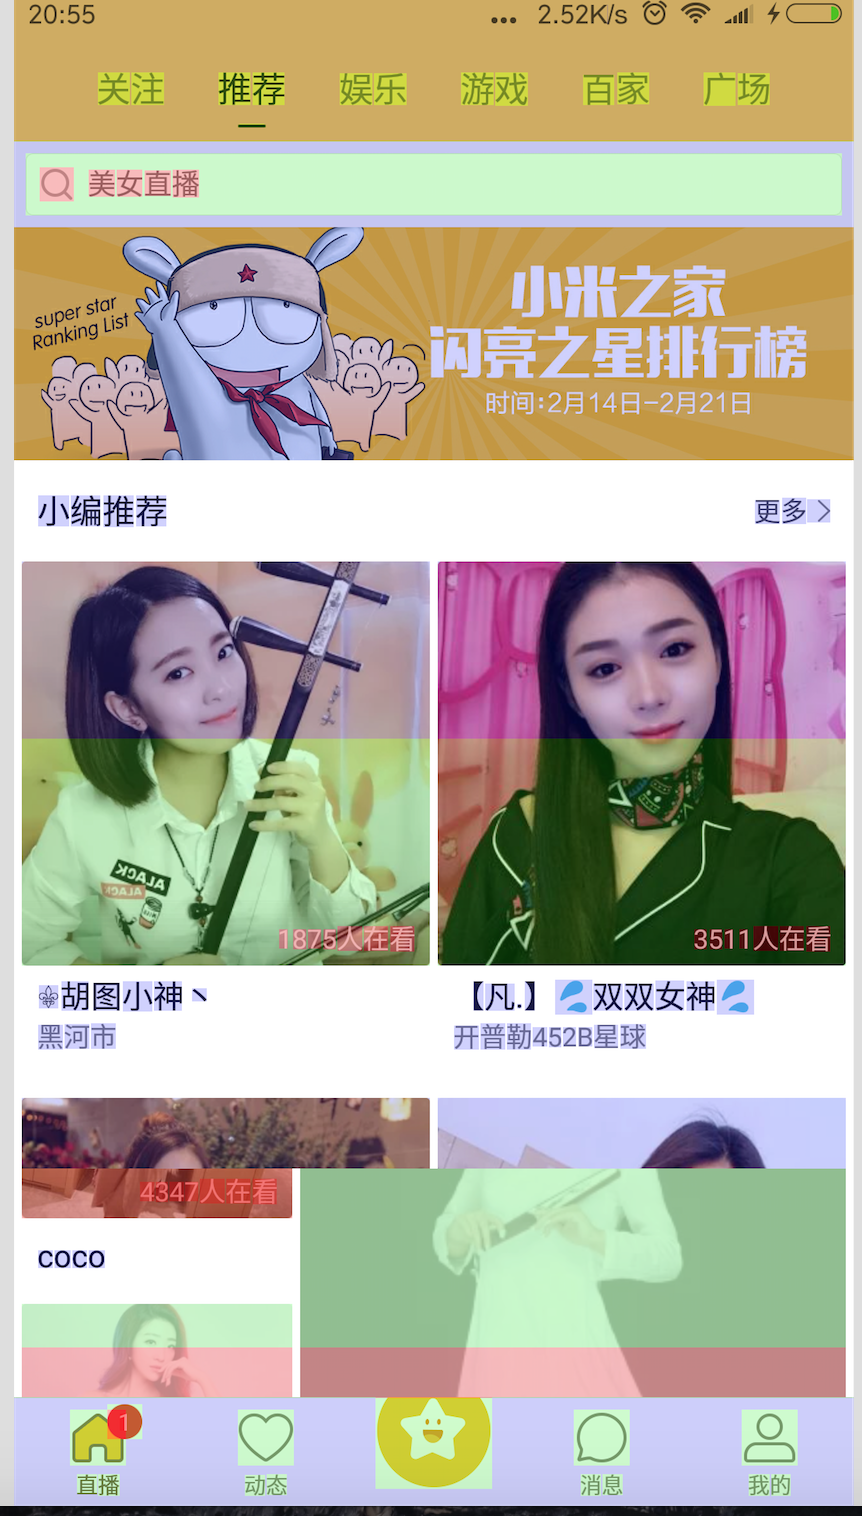 20:55 ... 2.52K/s
关注 推荐 娱乐 游戏 百家 广场
美女直播
super star
Ranking List
小米之家
闪亮之星排行榜
时间:2月14日-2月21日
小编推荐 更多
ALACK
ALACK
1875人在看 3511人在看
⚜胡图小神丶 【凡.】💦双双女神💦
黑河市 开普勒452B星球
4347人在看
coco
1
直播 动态 消息 我的